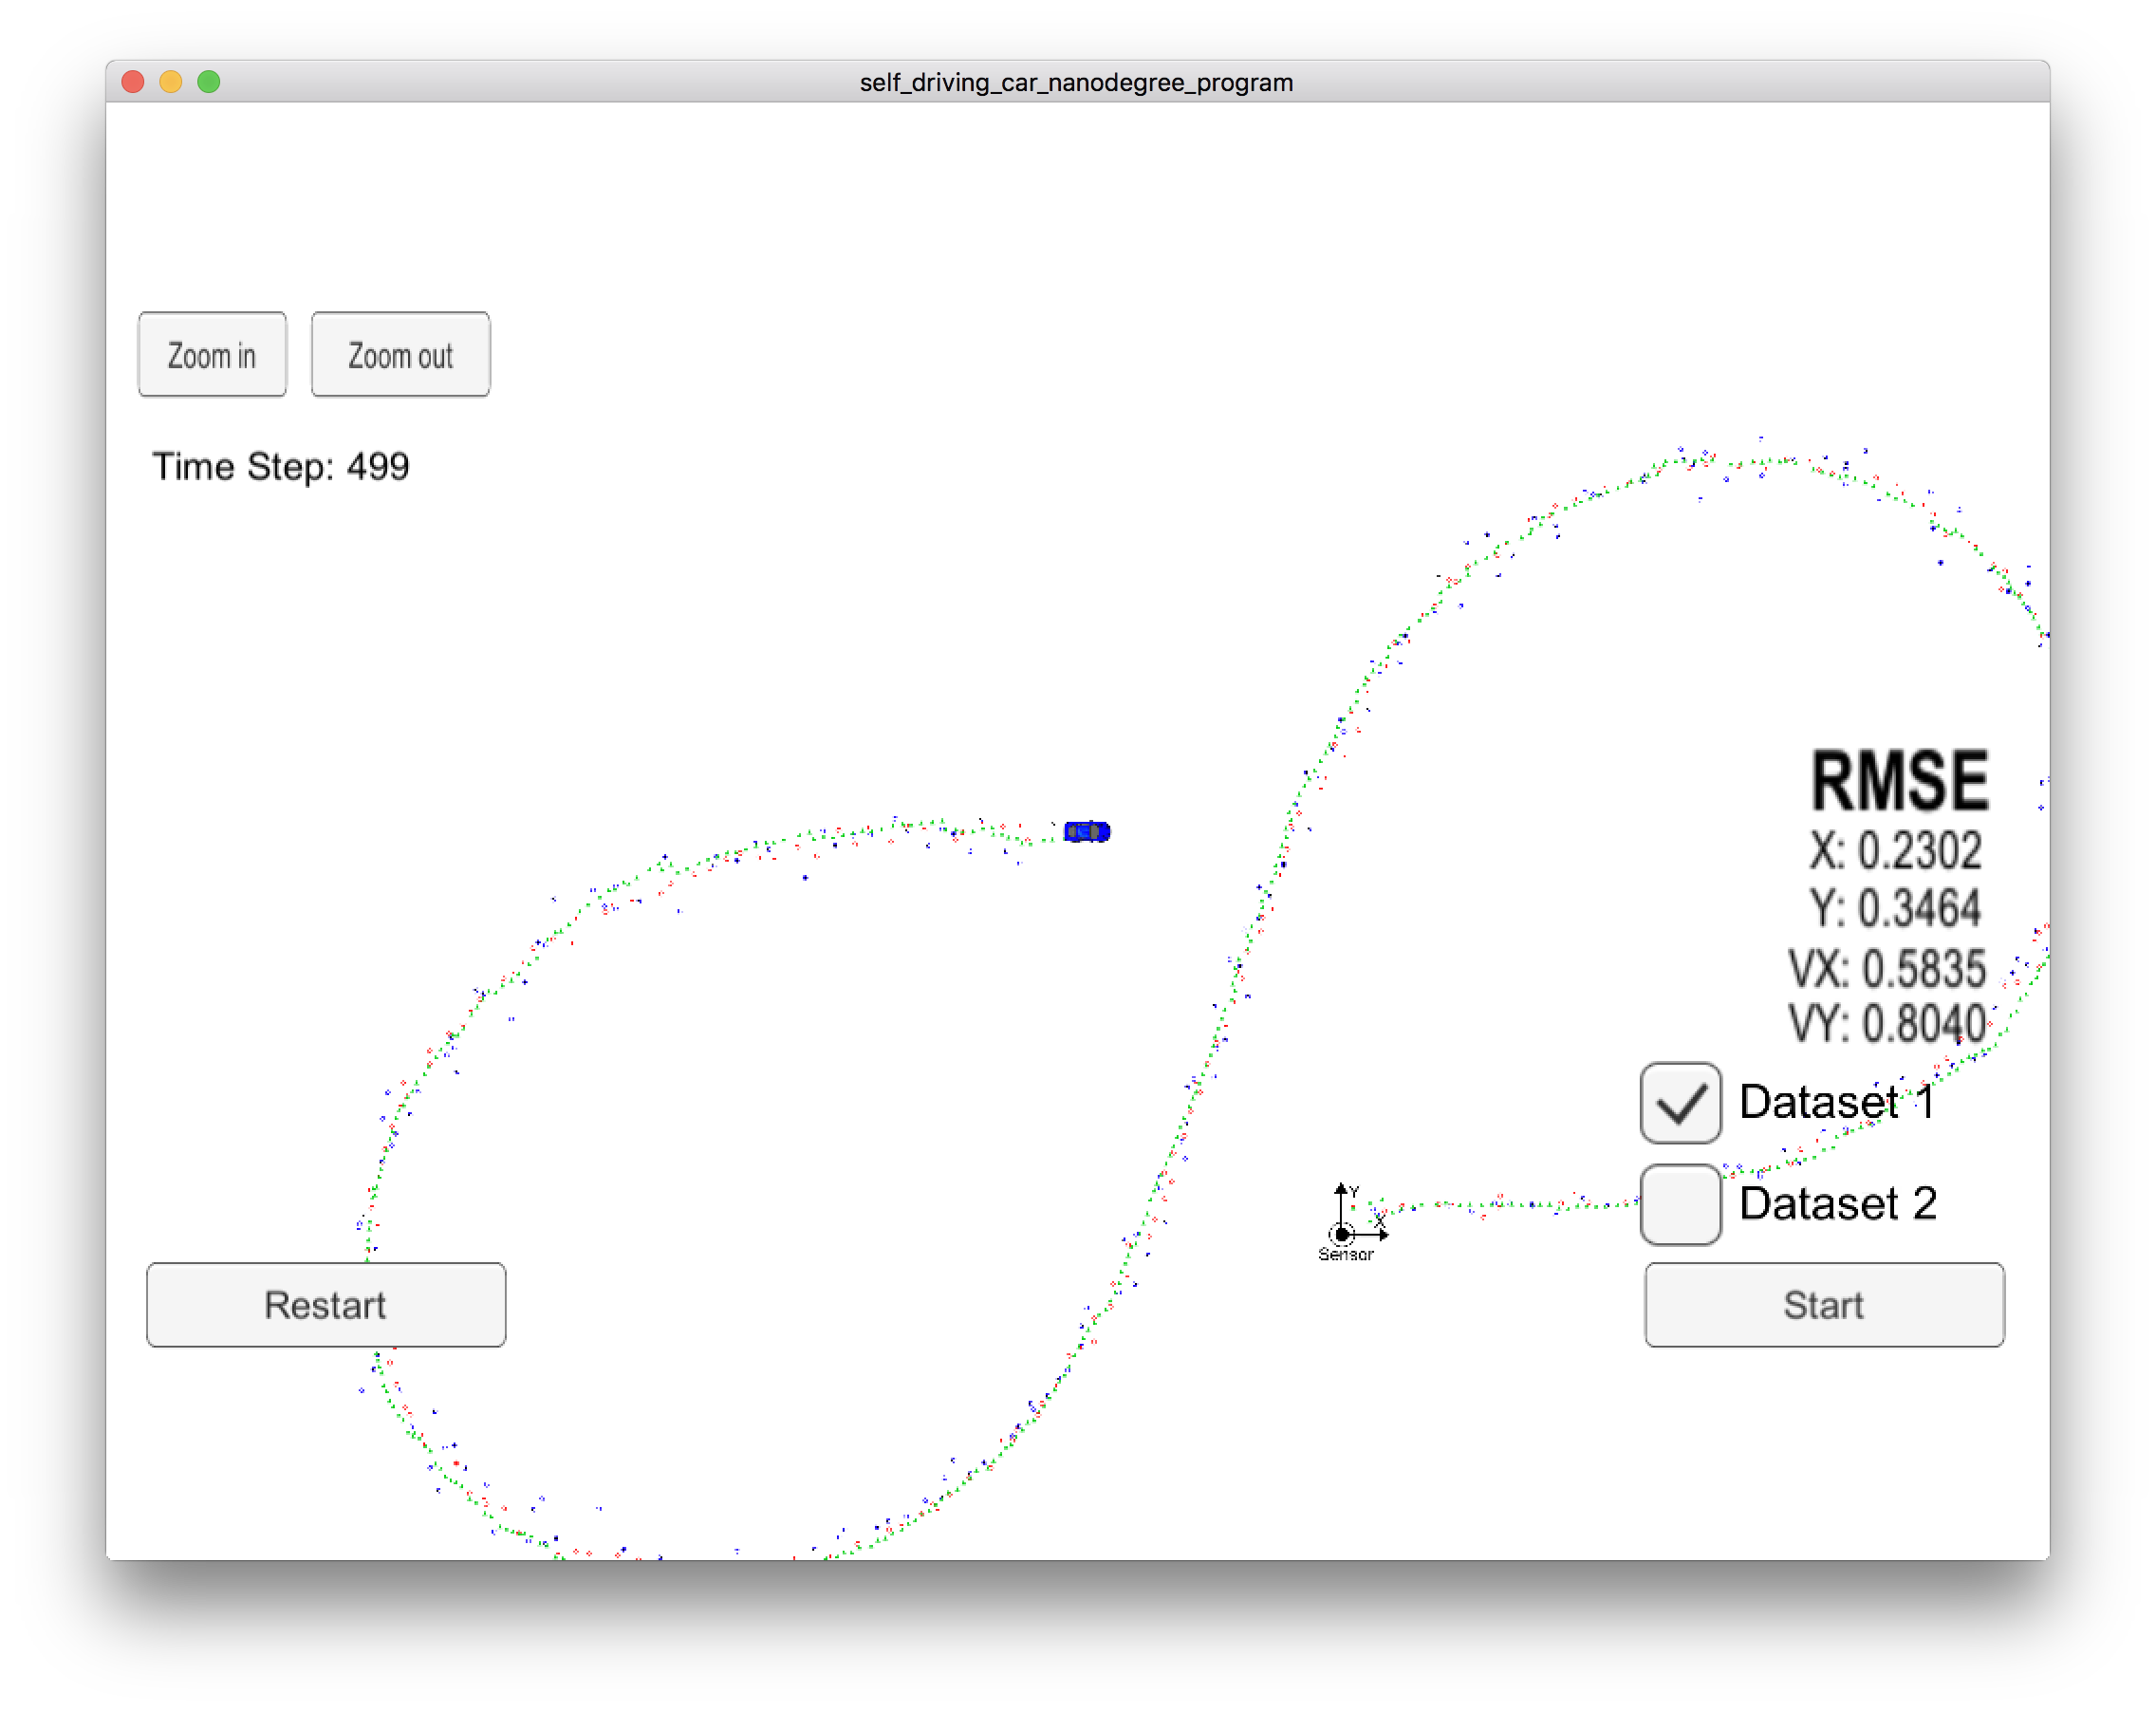 self_driving_car_nanodegree_program
Zoom in
Zoom out
Time Step: 499
RMSE
X: 0.2302
Y: 0.3464
VX: 0.5835
VY: 0.8040
Dataset 1
Dataset 2
Y
X
Sensor
Restart
Start